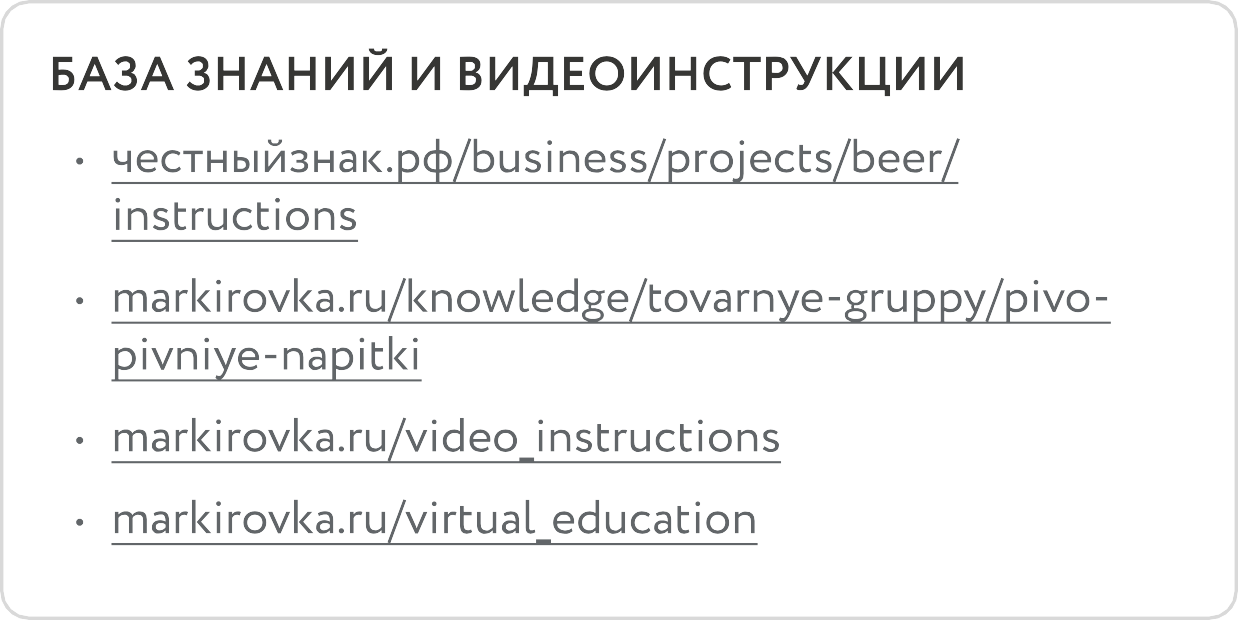 БАЗА ЗНАНИЙ И ВИДЕОИНСТРУКЦИИ
• честныйзнак.рф/business/projects/beer/
instructions
• markirovka.ru/knowledge/tovarnye-gruppy/pivo-
pivniye-napitki
• markirovka.ru/video_instructions
• markirovka.ru/virtual_education